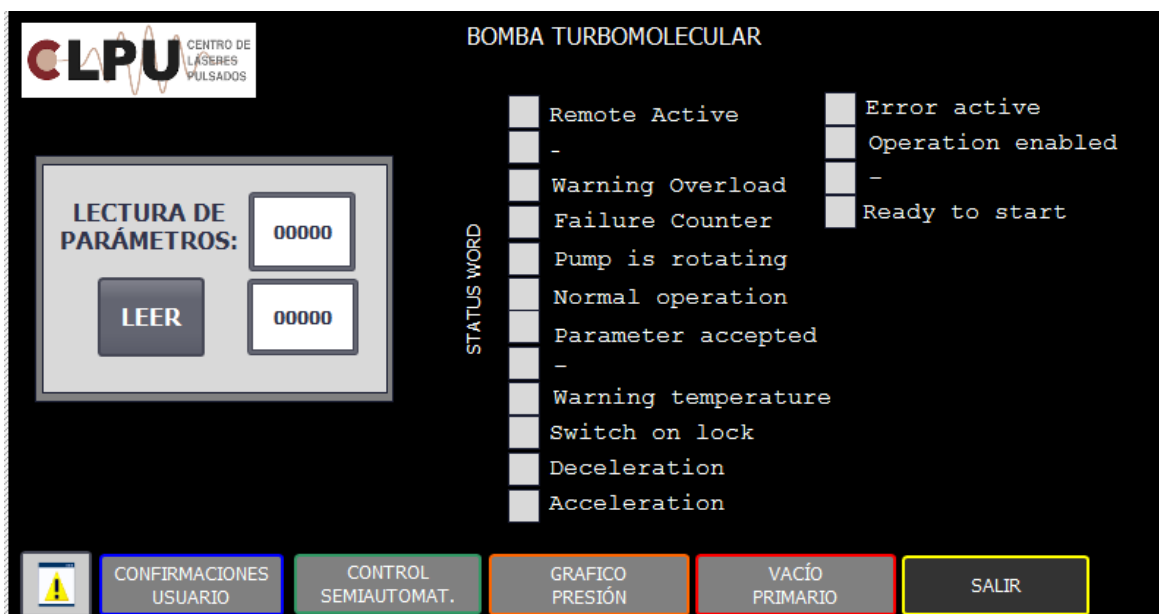 CLPU
CENTRO DE
LÁSERES
PULSADOS
BOMBA TURBOMOLECULAR
LECTURA DE
PARÁMETROS:
00000
LEER
00000
STATUS WORD
Remote Active
-
Warning Overload
Failure Counter
Pump is rotating
Normal operation
Parameter accepted
-
Warning temperature
Switch on lock
Deceleration
Acceleration
Error active
Operation enabled
-
Ready to start
CONFIRMACIONES
USUARIO
CONTROL
SEMIAUTOMAT.
GRAFICO
PRESIÓN
VACÍO
PRIMARIO
SALIR